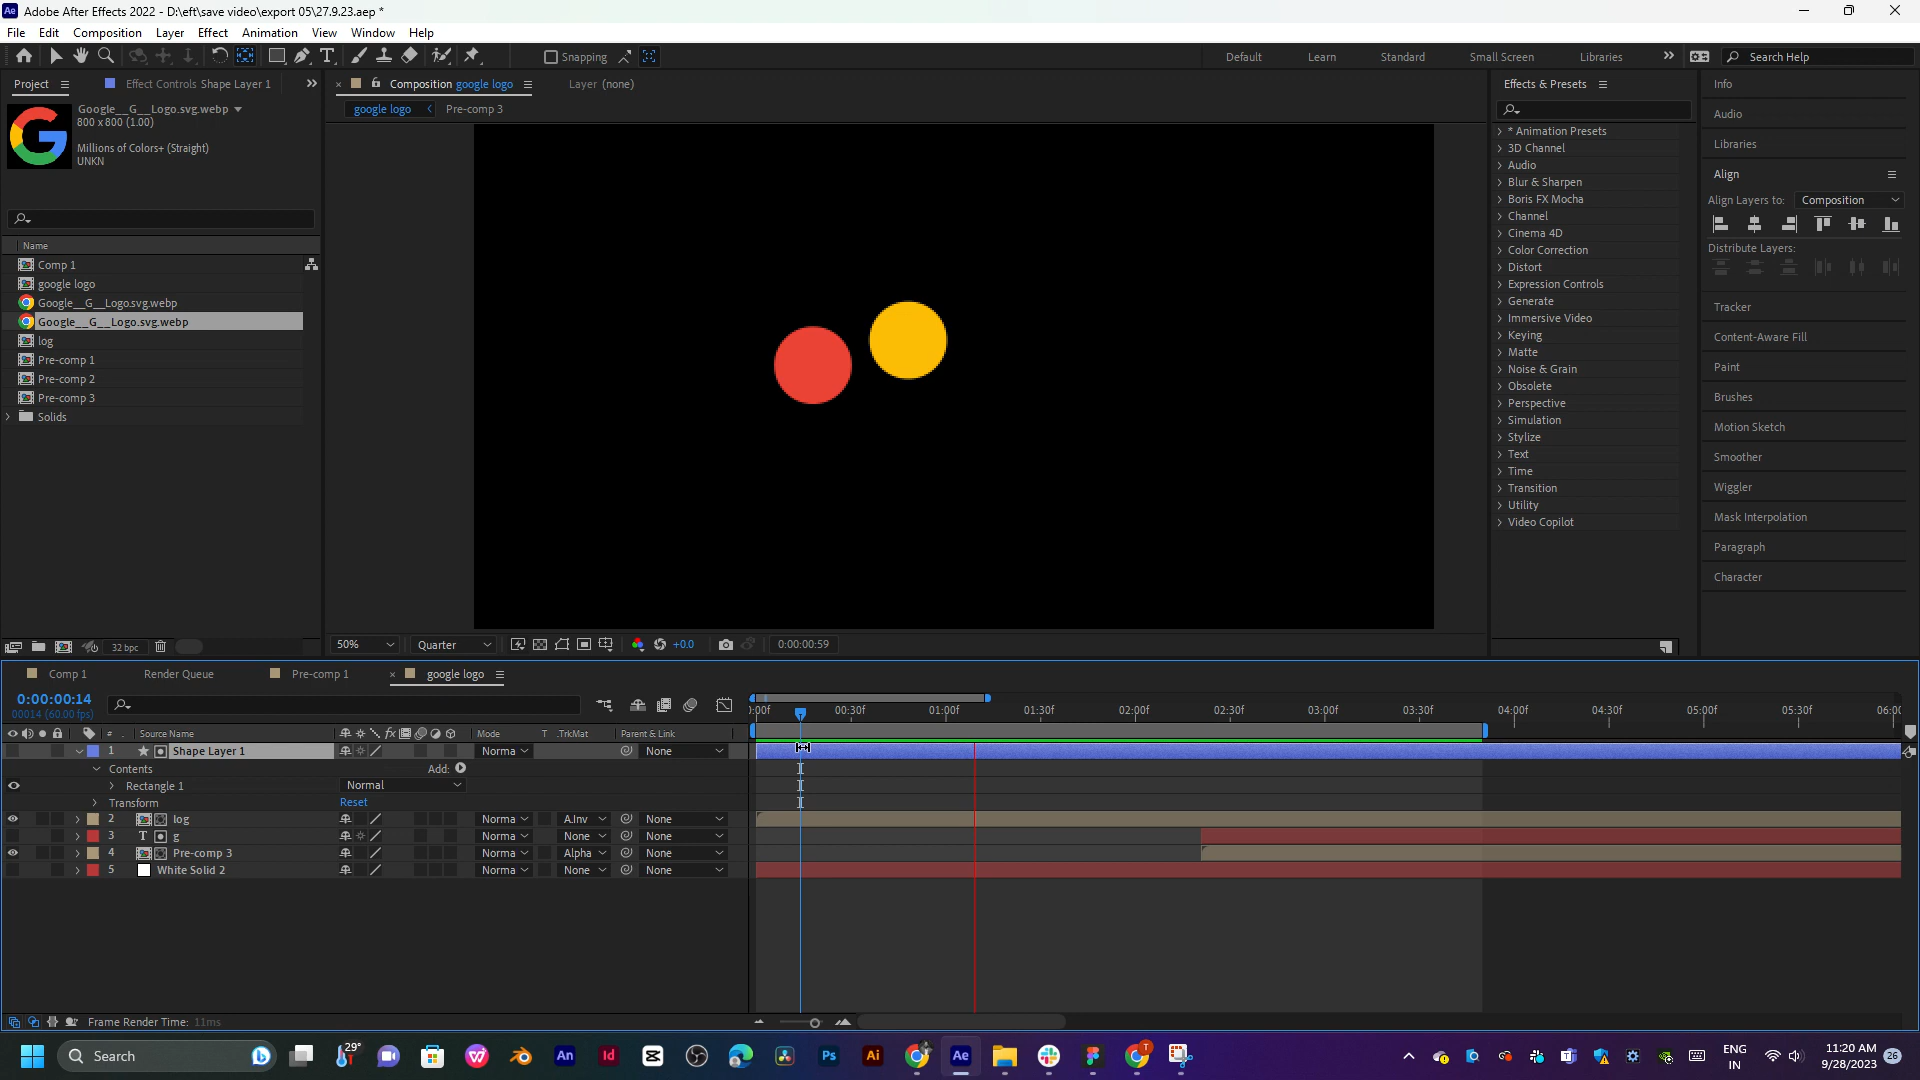 Adobe After Effects 2022 - D:\eft\save video\export 05\27.9.23.aep *
File Edit Composition Layer Effect Animation View Window Help
Snapping
Default Learn Standard Small Screen Libraries Search Help
Project Effect Controls Shape Layer 1
Google__G__Logo.svg.webp
800 x 800 (1.00)
Millions of Colors+ (Straight)
UNKN
Name
Comp 1
google logo
Google__G__Logo.svg.webp
Google__G__Logo.svg.webp
log
Pre-comp 1
Pre-comp 2
Pre-comp 3
Solids
32 bpc
Composition google logo
Layer (none)
google logo Pre-comp 3
50% Quarter +0.0 0:00:00:59
Effects & Presets
* Animation Presets
3D Channel
Audio
Blur & Sharpen
Boris FX Mocha
Channel
Cinema 4D
Color Correction
Distort
Expression Controls
Generate
Immersive Video
Keying
Matte
Noise & Grain
Obsolete
Perspective
Simulation
Stylize
Text
Time
Transition
Utility
Video Copilot
Info
Audio
Libraries
Align
Align Layers to: Composition
Distribute Layers:
Tracker
Content-Aware Fill
Paint
Brushes
Motion Sketch
Smoother
Wiggler
Mask Interpolation
Paragraph
Character
Comp 1 Render Queue Pre-comp 1 google logo
0:00:00:14
00014 (60.00 fps)
:00f 00:30f 01:00f 01:30f 02:00f 02:30f 03:00f 03:30f 04:00f 04:30f 05:00f 05:30f 06:00
# Source Name Mode T .TrkMat Parent & Link
1 Shape Layer 1 Norma None
Contents Add:
Rectangle 1 Normal
Transform Reset
2 log Norma A.Inv None
3 T g Norma None None
4 Pre-comp 3 Norma Alpha None
5 White Solid 2 Norma None None
Frame Render Time: 11ms
Search
29°
An Id Ps Ai Ae
ENG
IN
11:20 AM
9/28/2023
26